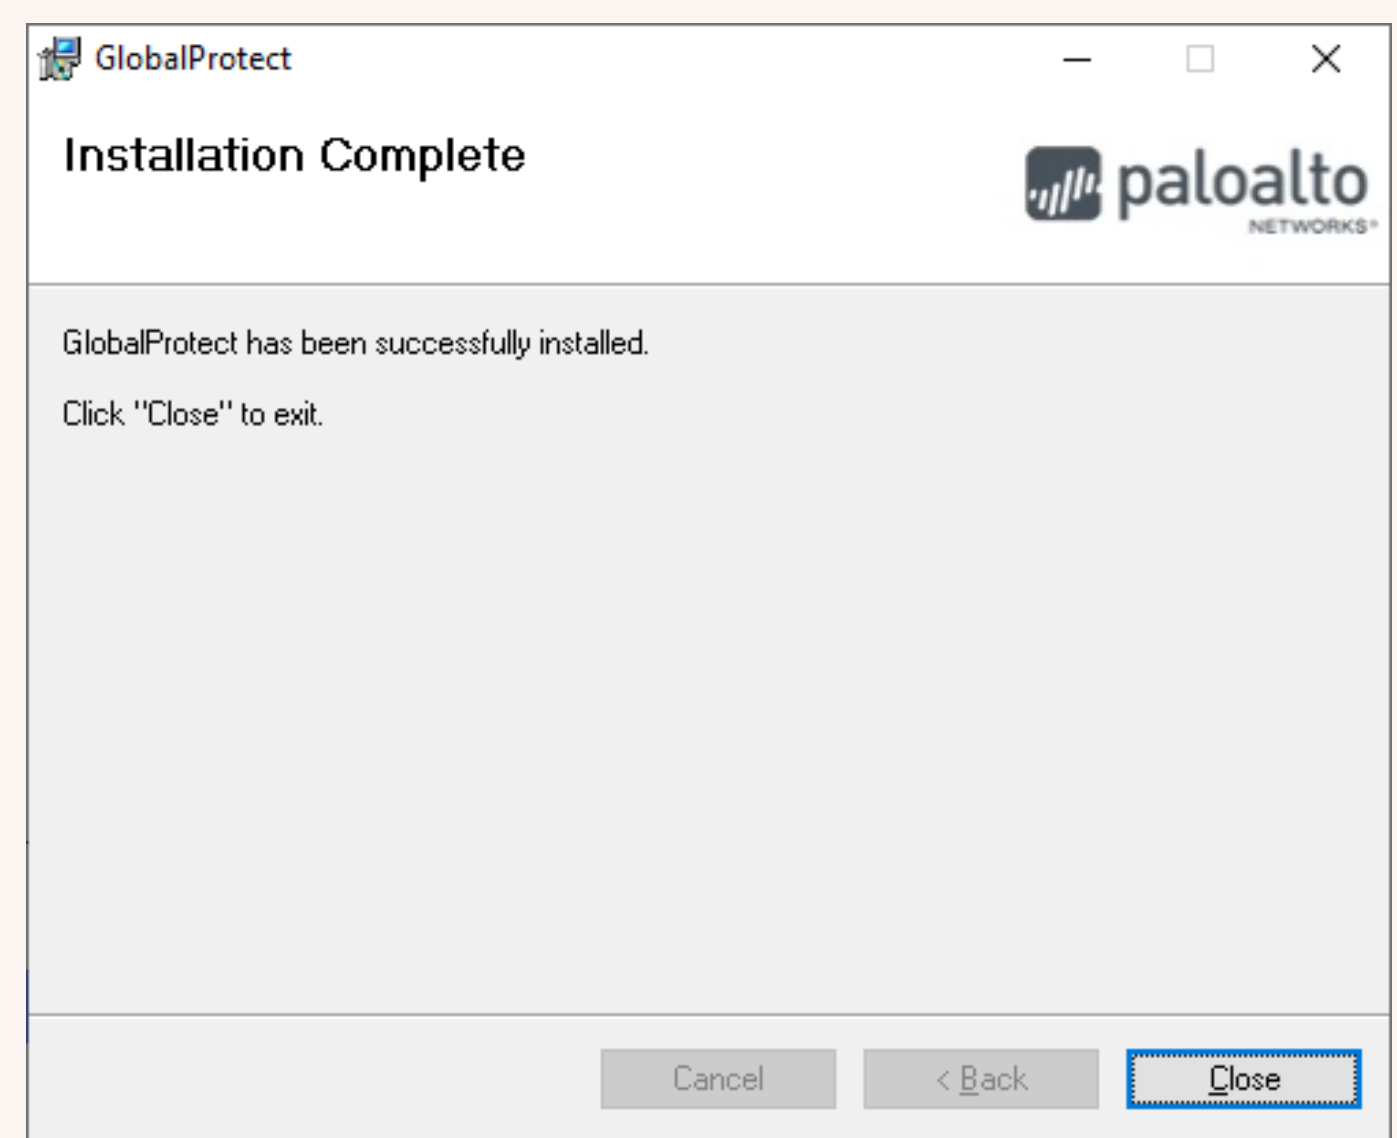 GlobalProtect
Installation Complete
paloalto
NETWORKS®
GlobalProtect has been successfully installed.
Click "Close" to exit.
Cancel
< Back
Close